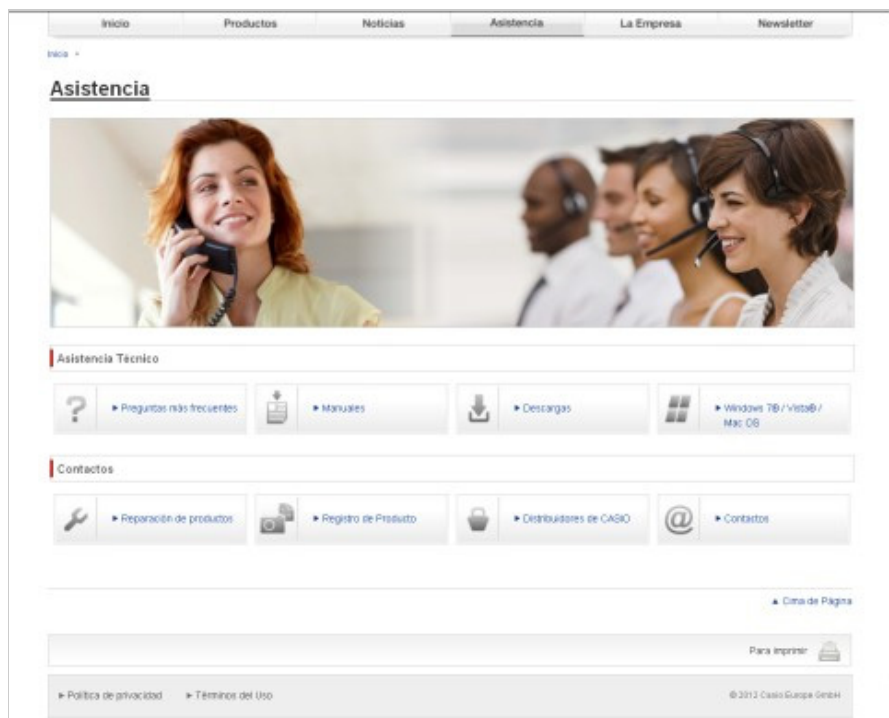 Inicio Productos Noticias Asistencia La Empresa Newsletter
Inicio
Asistencia
Asistencia Técnico
Preguntas más frecuentes Manuales Descargas Windows 7® / Vista® / Mac OS
Contactos
Reparación de productos Registro de Producto Distribuidores de CASIO Contactos
Cima de Página
Para imprimir
Política de privacidad Términos del Uso © 2013 Casio Europe GmbH